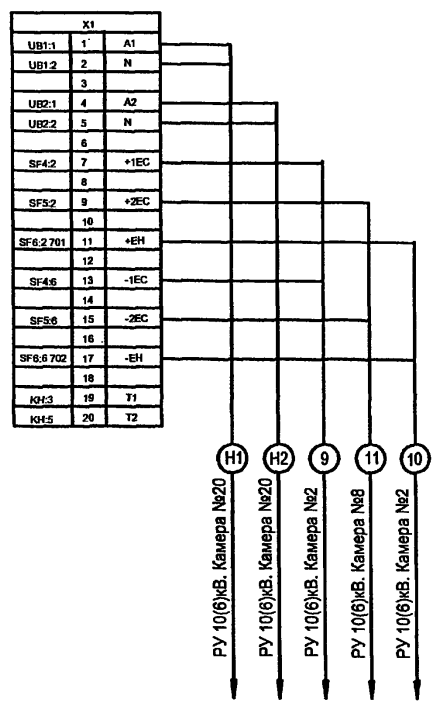 X1
UB1:1 1 A1
UB1:2 2 N
3
UB2:1 4 A2
UB2:2 5 N
6
SF4:2 7 +1EC
8
SF5:2 9 +2EC
10
SF6:2 701 11 +EH
12
SF4:6 13 -1EC
14
SF5:6 15 -2EC
16
SF6:6 702 17 -EH
18
KH:3 19 T1
KH:5 20 T2
H1 H2 9 11 10
РУ 10(6)кВ. Камера №20
РУ 10(6)кВ. Камера №20
РУ 10(6)кВ. Камера №2
РУ 10(6)кВ. Камера №8
РУ 10(6)кВ. Камера №2